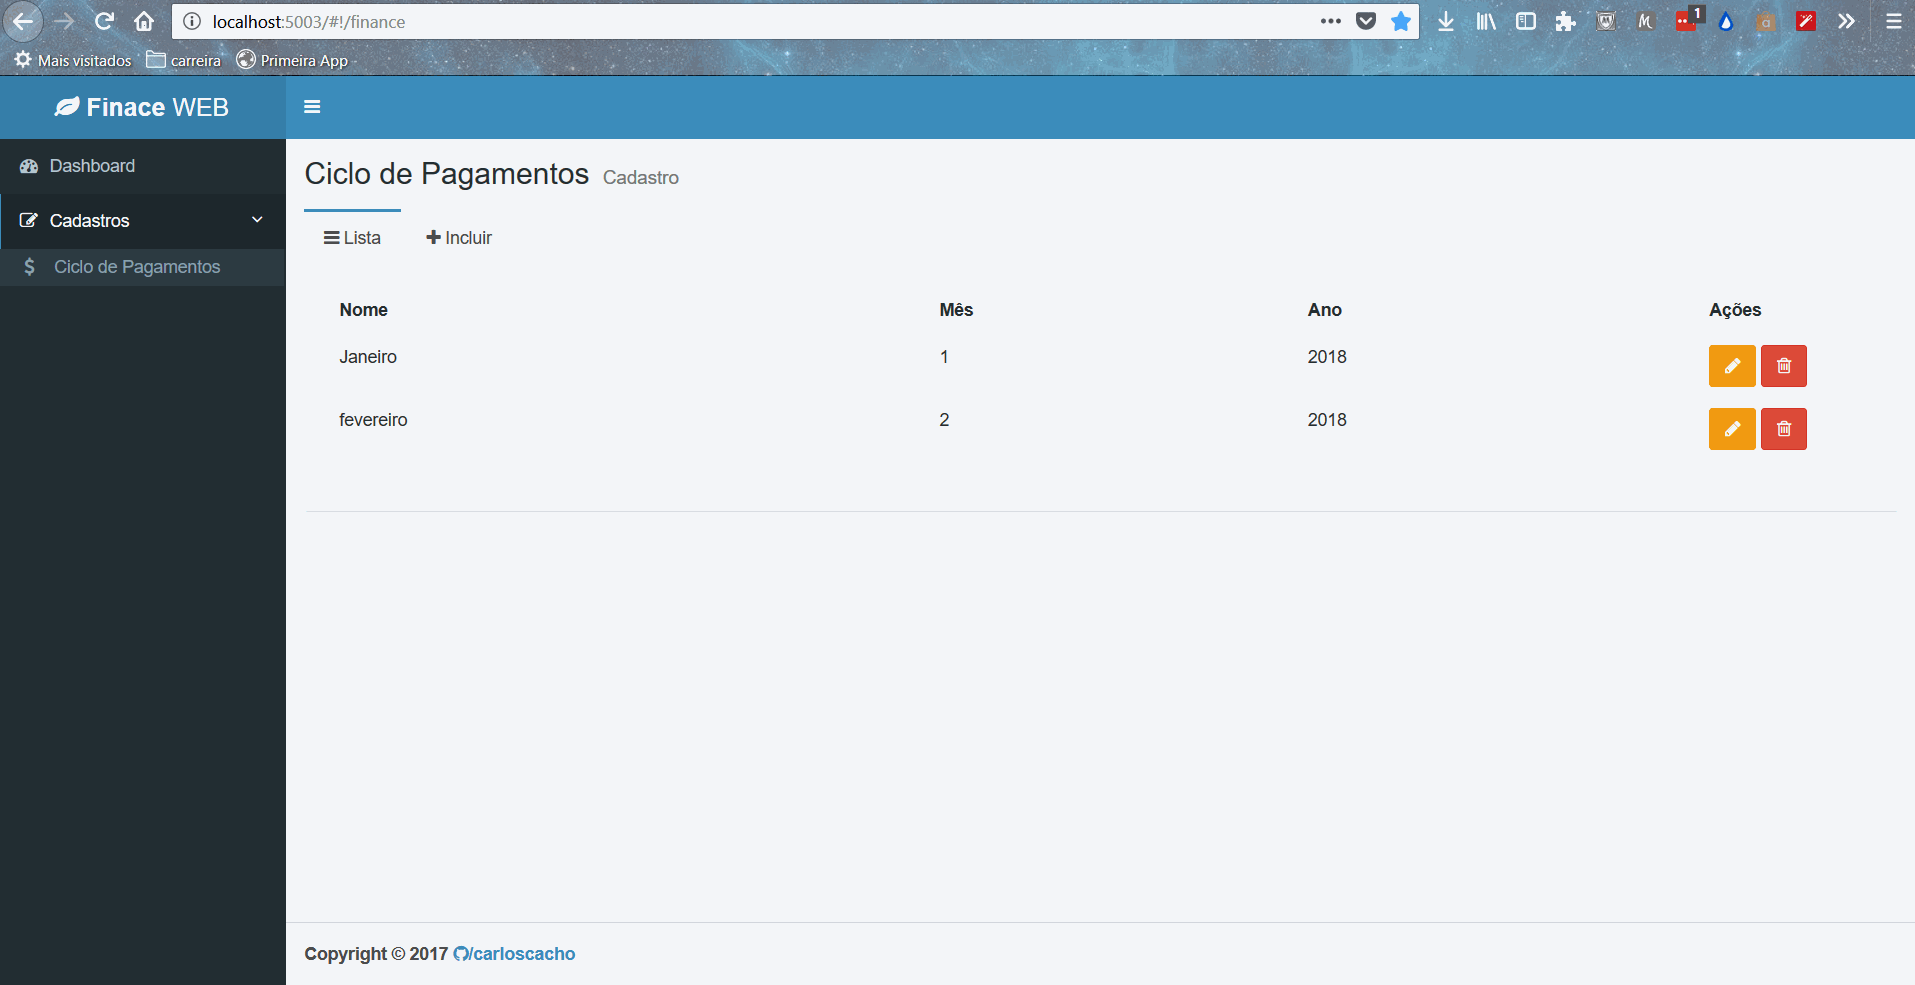 localhost:5003/#!/finance
1
Mais visitados carreira Primeira App
Finace WEB
Dashboard
Cadastros
Ciclo de Pagamentos
Ciclo de Pagamentos Cadastro
Lista Incluir
Nome Mês Ano Ações
Janeiro 1 2018
fevereiro 2 2018
Copyright © 2017 /carloscacho